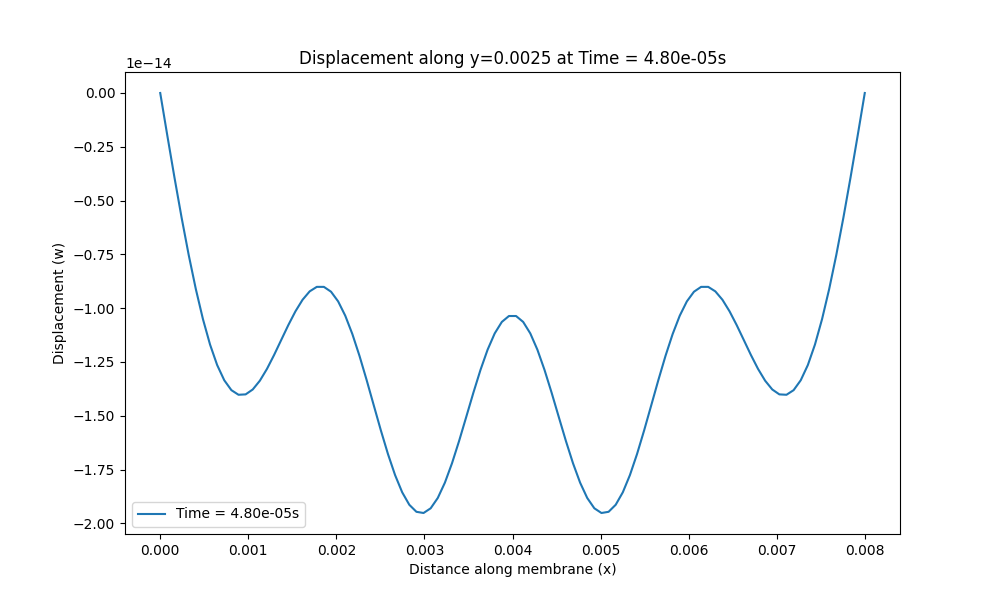 Displacement along y=0.0025 at Time = 4.80e-05s
1e−14
0.00
−0.25
−0.50
−0.75
−1.00
−1.25
−1.50
−1.75
−2.00
Displacement (w)
Time = 4.80e-05s
0.000 0.001 0.002 0.003 0.004 0.005 0.006 0.007 0.008
Distance along membrane (x)